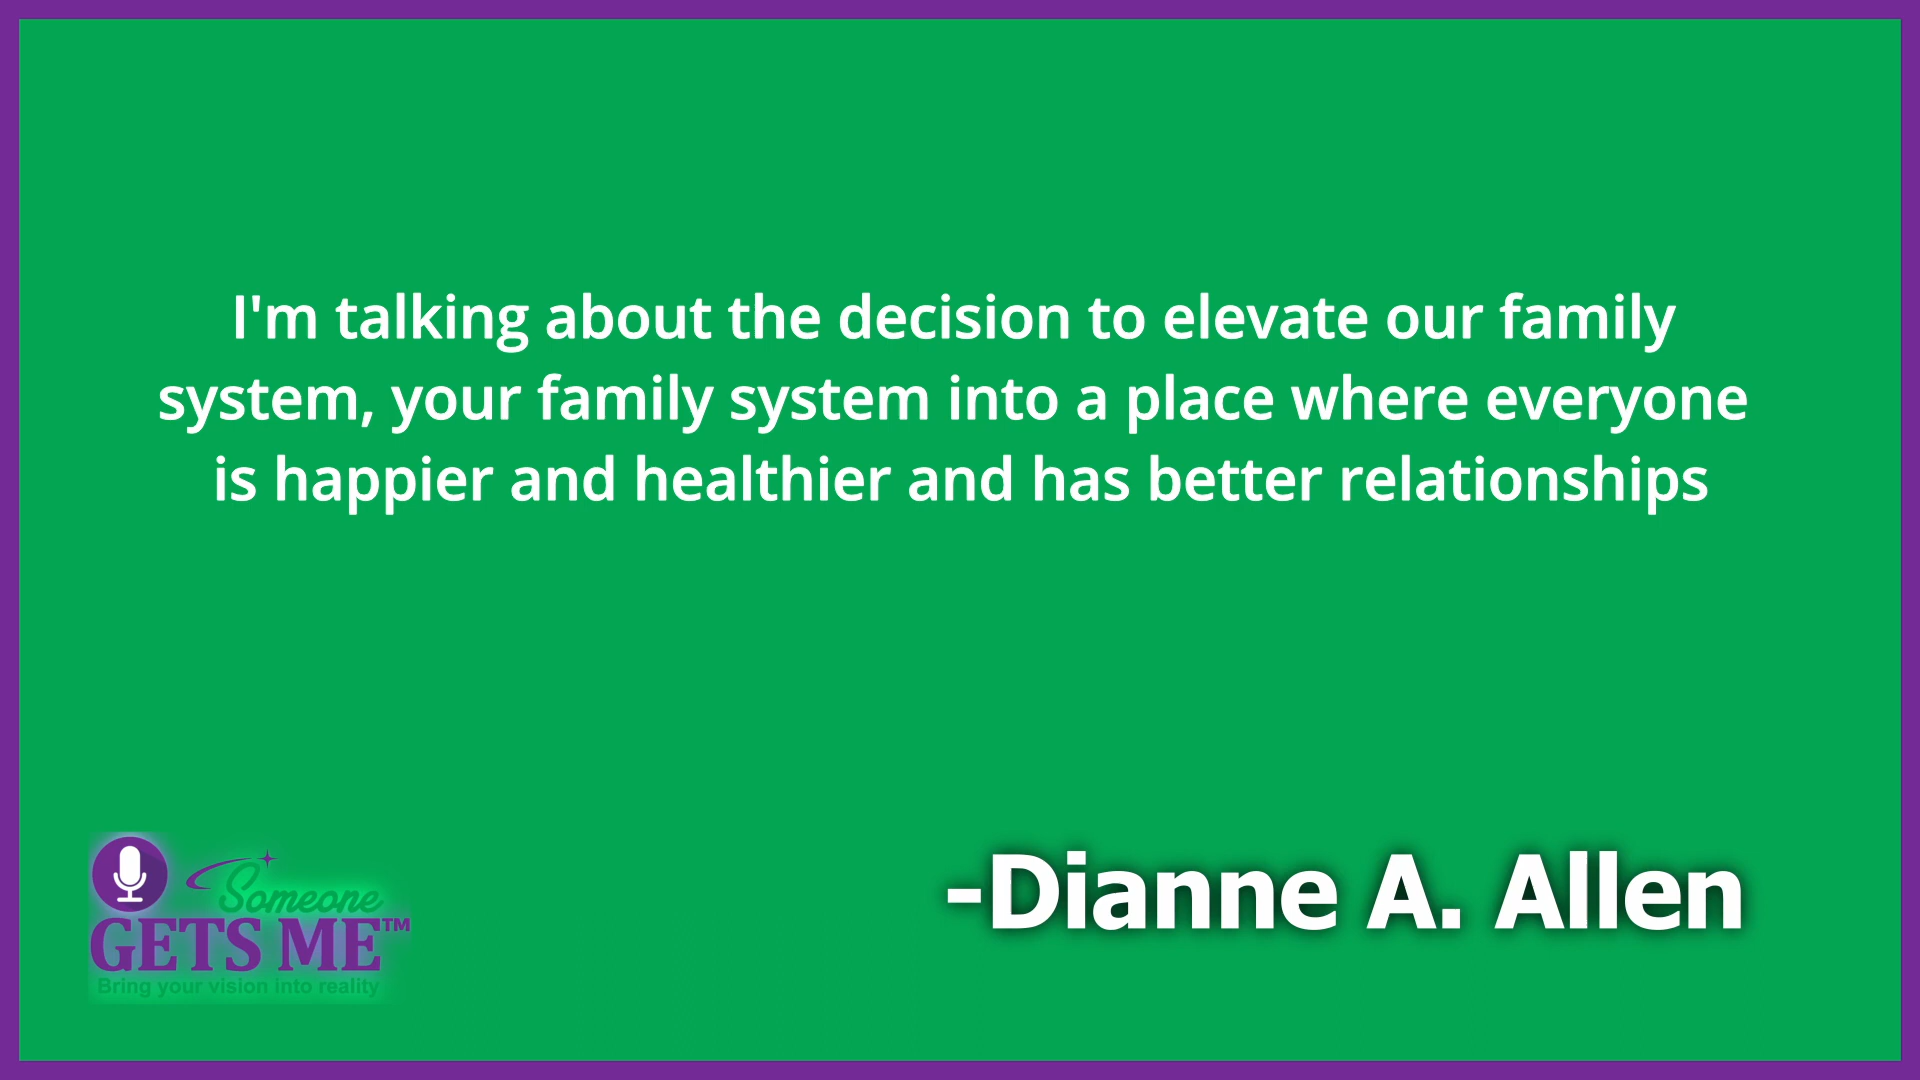 I'm talking about the decision to elevate our family
system, your family system into a place where everyone
is happier and healthier and has better relationships
-Dianne A. Allen
Someone
GETS ME™
Bring your vision into reality